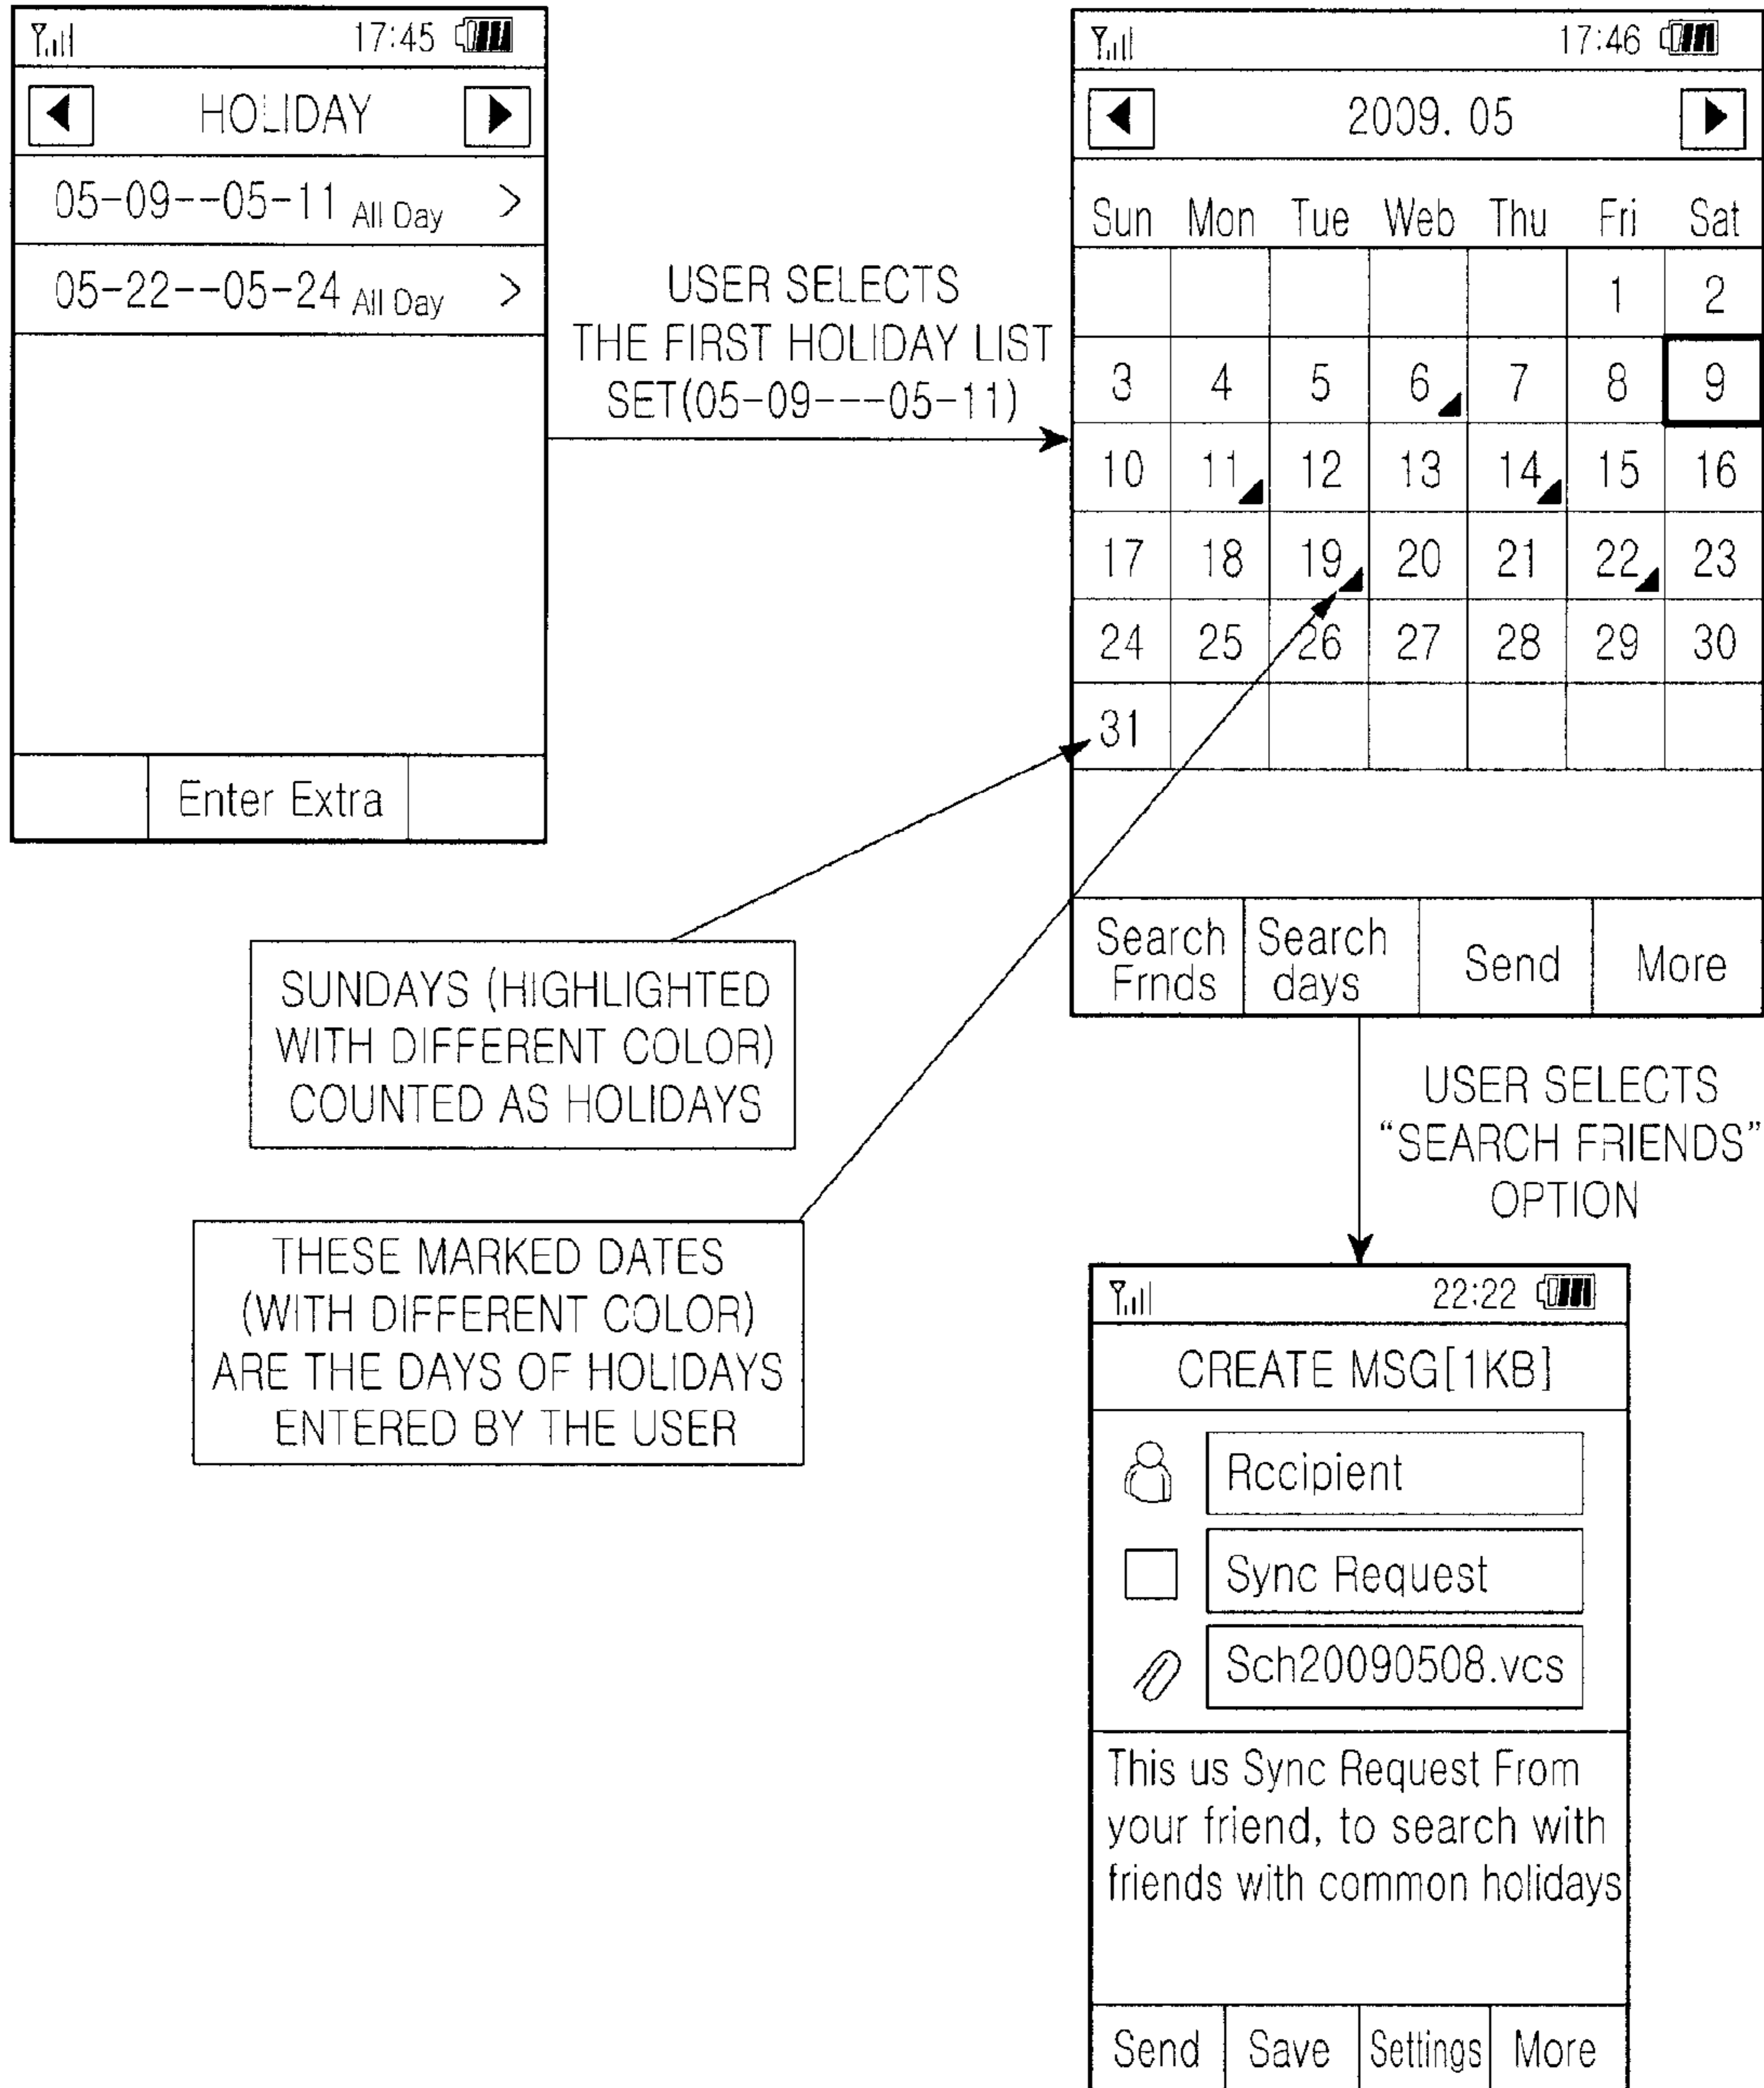 17:45
HOLIDAY
05-09--05-11 All Day >
05-22--05-24 All Day >
Enter Extra
USER SELECTS
THE FIRST HOLIDAY LIST
SET(05-09---05-11)
17:46
2009. 05
Sun Mon Tue Web Thu Fri Sat
1 2
3 4 5 6 7 8 9
10 11 12 13 14 15 16
17 18 19 20 21 22 23
24 25 26 27 28 29 30
31
Search Frnds
Search days
Send
More
SUNDAYS (HIGHLIGHTED
WITH DIFFERENT COLOR)
COUNTED AS HOLIDAYS
THESE MARKED DATES
(WITH DIFFERENT COLOR)
ARE THE DAYS OF HOLIDAYS
ENTERED BY THE USER
USER SELECTS
“SEARCH FRIENDS”
OPTION
22:22
CREATE MSG[1KB]
Rccipient
Sync Request
Sch20090508.vcs
This us Sync Request From
your friend, to search with
friends with common holidays
Send Save Settings More